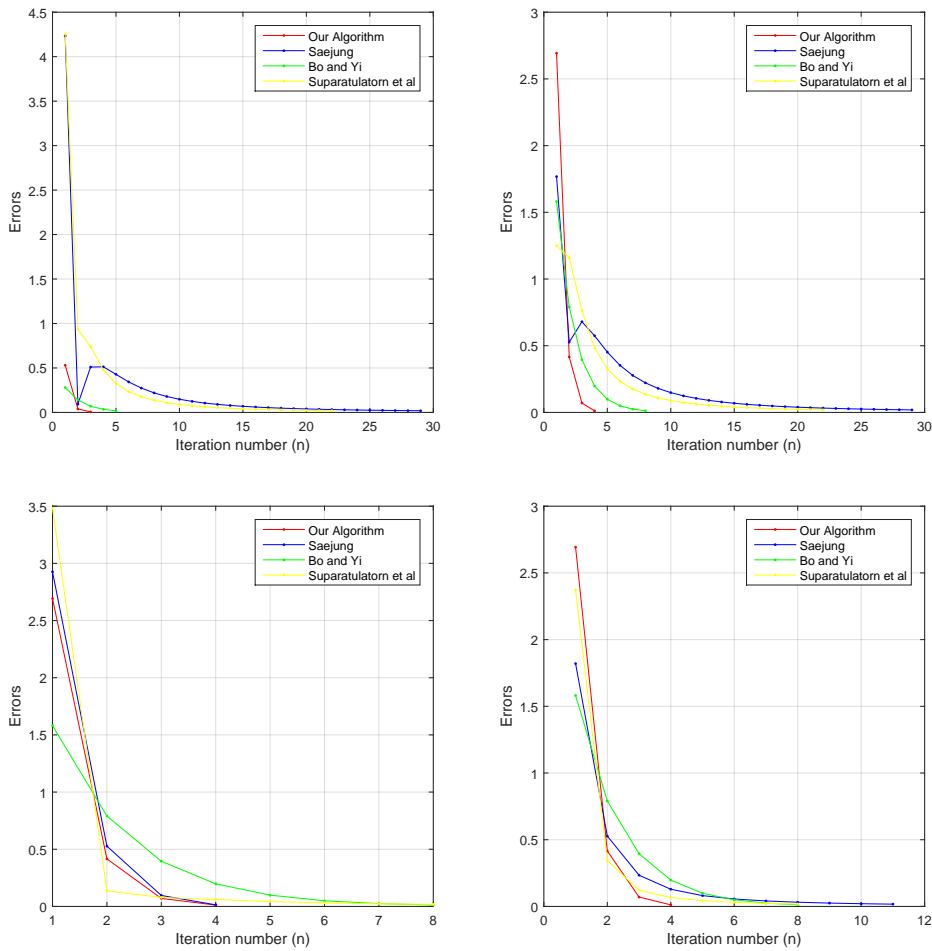 4.5
4
3.5
3
2.5
2
1.5
1
0.5
0
Errors
0 5 10 15 20 25 30
Iteration number (n)
Our Algorithm
Saejung
Bo and Yi
Suparatulatorn et al
3
2.5
2
1.5
1
0.5
0
Errors
0 5 10 15 20 25 30
Iteration number (n)
Our Algorithm
Saejung
Bo and Yi
Suparatulatorn et al
3.5
3
2.5
2
1.5
1
0.5
0
Errors
1 2 3 4 5 6 7 8
Iteration number (n)
Our Algorithm
Saejung
Bo and Yi
Suparatulatorn et al
3
2.5
2
1.5
1
0.5
0
Errors
0 2 4 6 8 10 12
Iteration number (n)
Our Algorithm
Saejung
Bo and Yi
Suparatulatorn et al